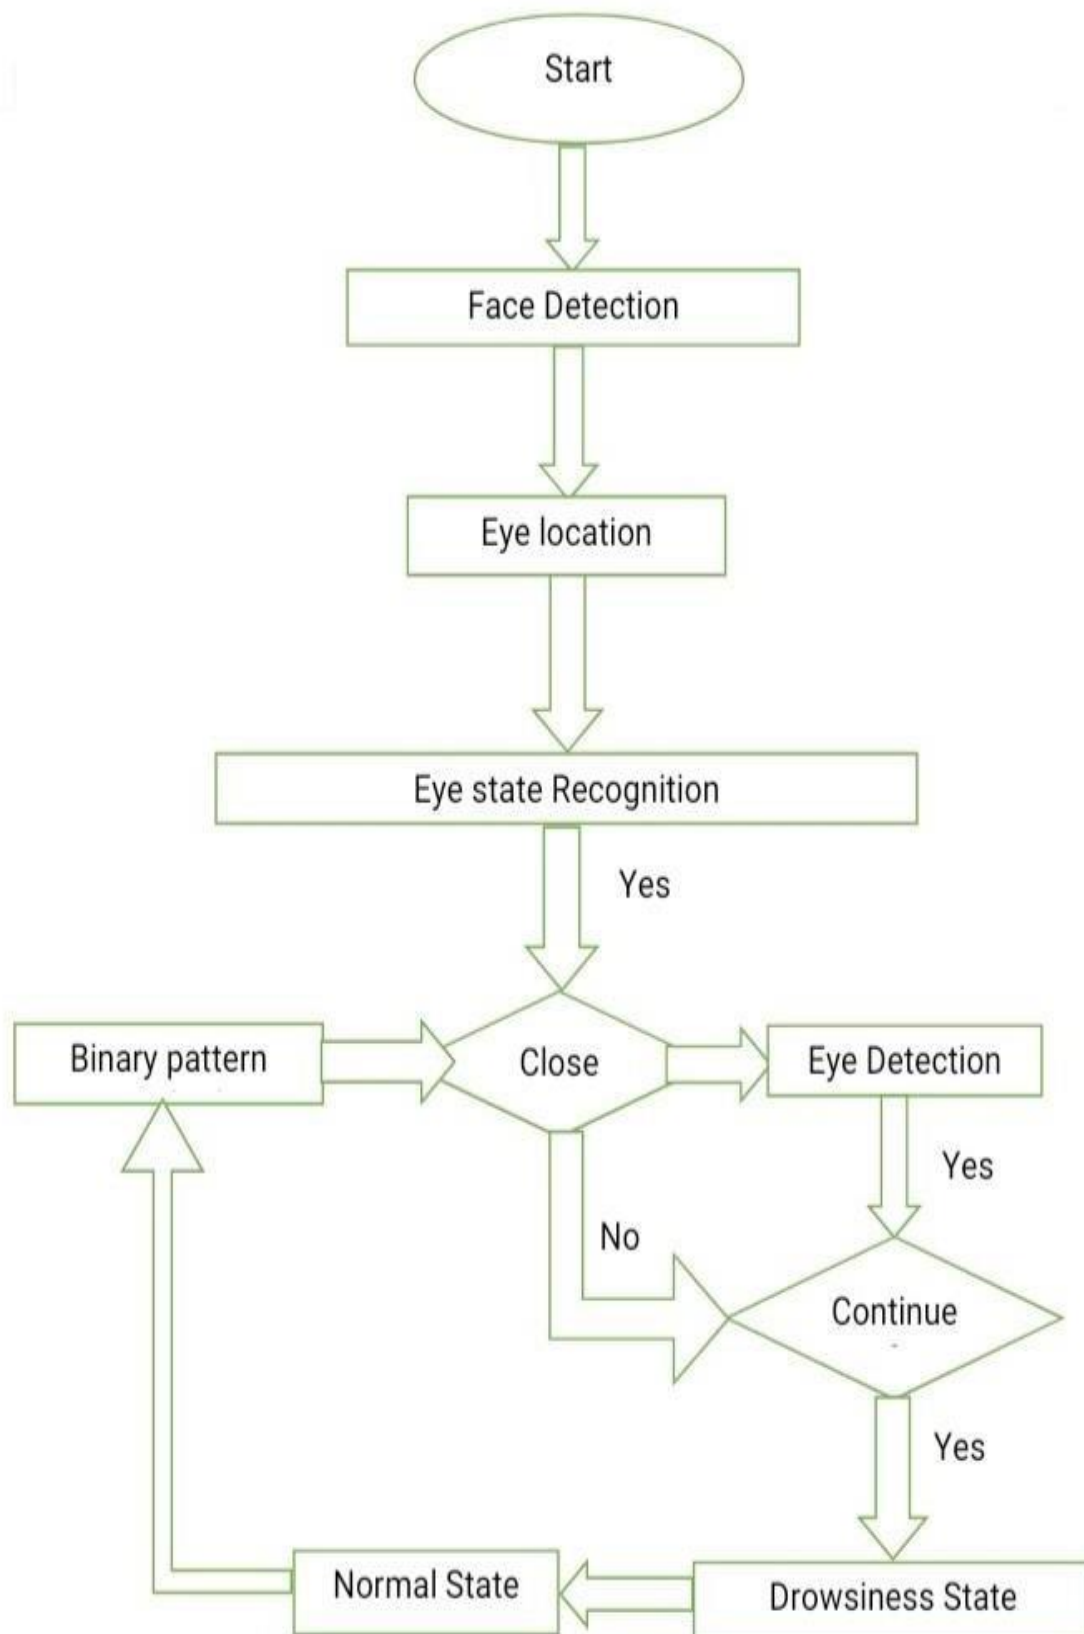 Start
Face Detection
Eye location
Eye state Recognition
Yes
Binary pattern
Close
Eye Detection
Yes
No
Continue
Yes
Normal State
Drowsiness State